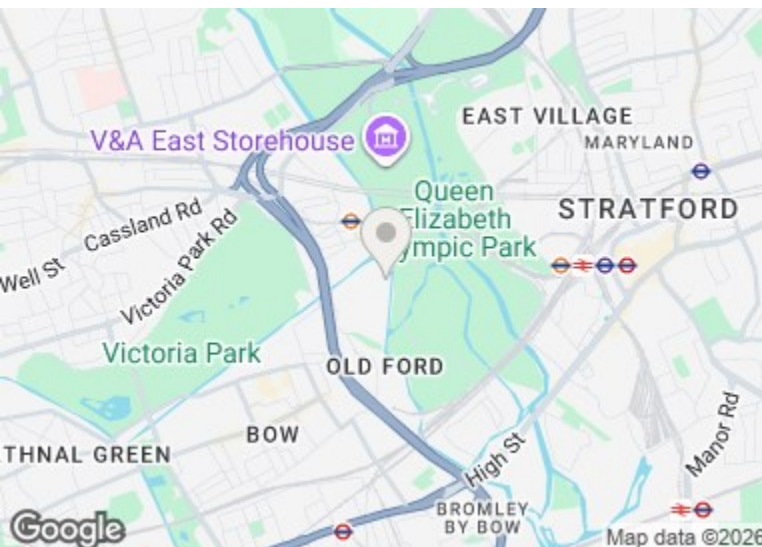 EAST VILLAGE
MARYLAND
V&A East Storehouse
Queen
Elizabeth
ympic Park
STRATFORD
Cassland Rd
Victoria Park Rd
Well St
Victoria Park
OLD FORD
BOW
THNAL GREEN
High St
Manor Rd
BROMLEY
BY BOW
Google
Map data ©2026